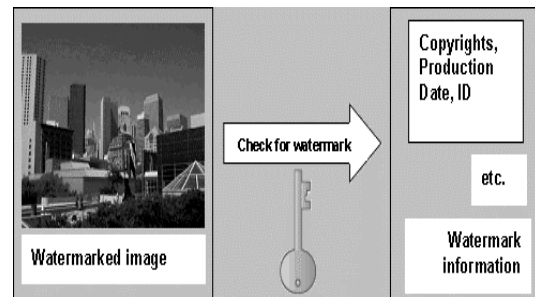 Watermarked image
Check for watermark
Copyrights,
Production
Date, ID
etc.
Watermark
information